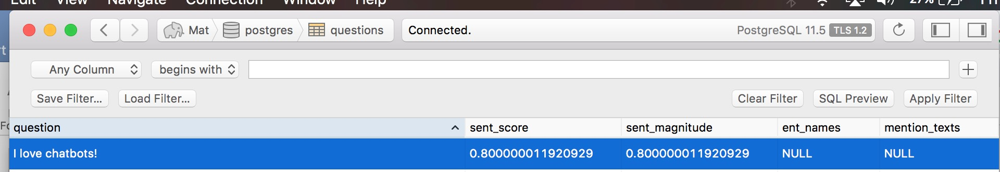 Edit View Navigate Connection Window Help 27%
Mat postgres questions Connected. PostgreSQL 11.5 TLS 1.2
Any Column begins with
Save Filter... Load Filter... Clear Filter SQL Preview Apply Filter
question sent_score sent_magnitude ent_names mention_texts
I love chatbots! 0.800000011920929 0.800000011920929 NULL NULL